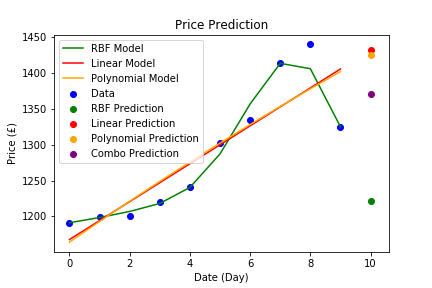 Price Prediction
Price (£)
1450
1400
1350
1300
1250
1200
RBF Model
Linear Model
Polynomial Model
Data
RBF Prediction
Linear Prediction
Polynomial Prediction
Combo Prediction
0 2 4 6 8 10
Date (Day)